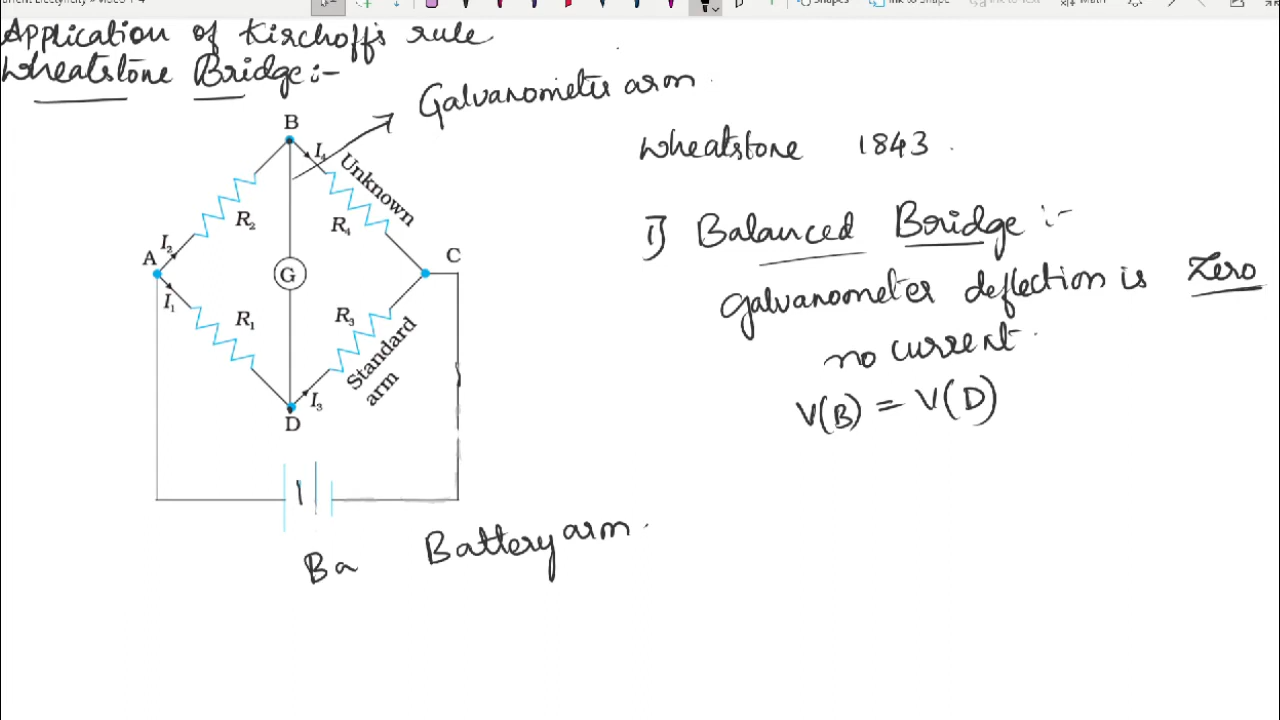 Application of Kirchoff's rule
Wheatstone Bridge :-
Galvanometer arm
B
I₄
Unknown
R₂
R₄
I₂
A
G
C
I₁
R₁
R₃
Standard
arm
I₃
D
Ba
Battery arm.
Wheatstone 1843.
1) Balanced Bridge :-
galvanometer deflection is Zero
no current.
V(B) = V(D)